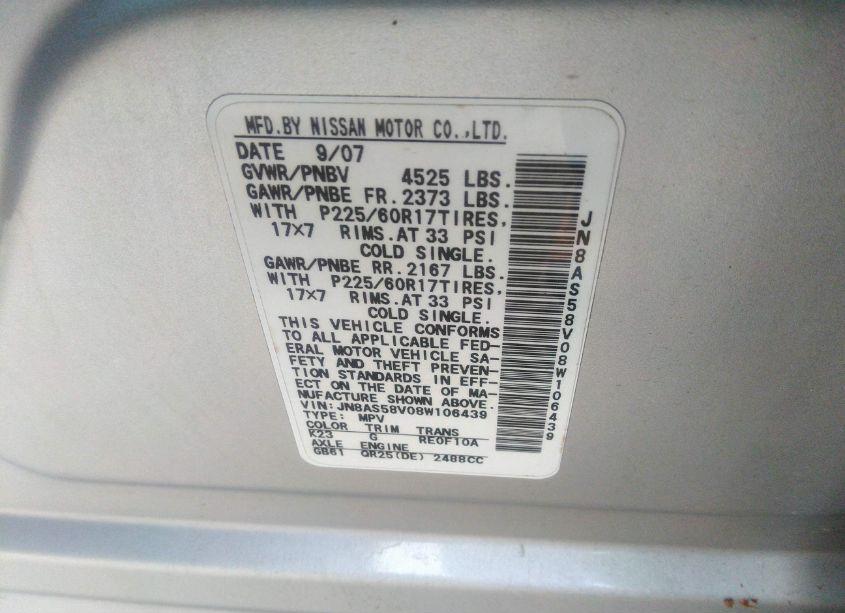 MFD.BY NISSAN MOTOR CO.,LTD.
DATE 9/07
GVWR/PNBV 4525 LBS.
GAWR/PNBE FR.2373 LBS.
WITH P225/60R17TIRES,
17×7 RIMS.AT 33 PSI
COLD SINGLE.
GAWR/PNBE RR.2167 LBS.
WITH P225/60R17TIRES,
17×7 RIMS.AT 33 PSI
COLD SINGLE.
THIS VEHICLE CONFORMS
TO ALL APPLICABLE FED-
ERAL MOTOR VEHICLE SA-
FETY AND THEFT PREVEN-
TION STANDARDS IN EFF-
ECT ON THE DATE OF MA-
NUFACTURE SHOWN ABOVE.
VIN:JN8AS58V08W106439
TYPE: MPV
COLOR TRIM TRANS
K23 G RE0F10A
AXLE ENGINE
GB61 QR25(DE) 2488CC
JN8AS58V08W106439